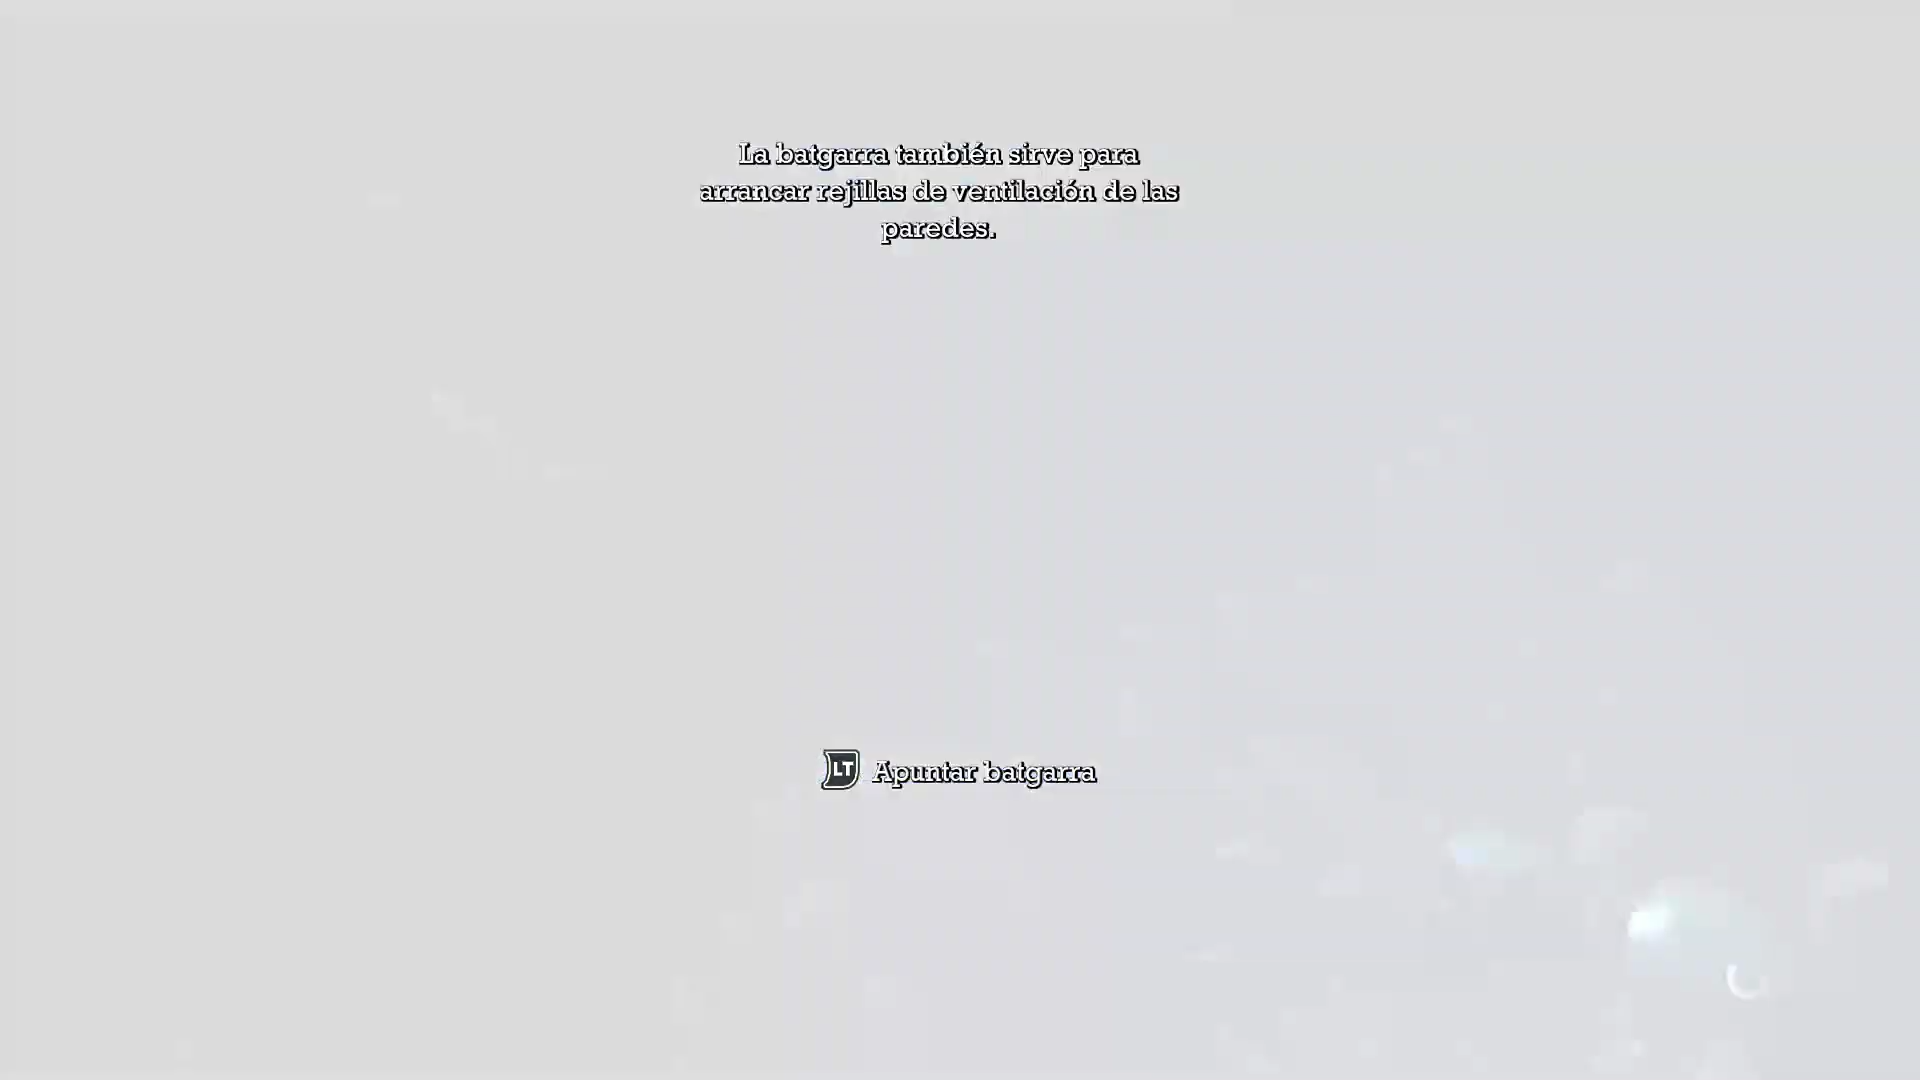 La batgarra también sirve para
arrancar rejillas de ventilación de las
paredes.
LT Apuntar batgarra